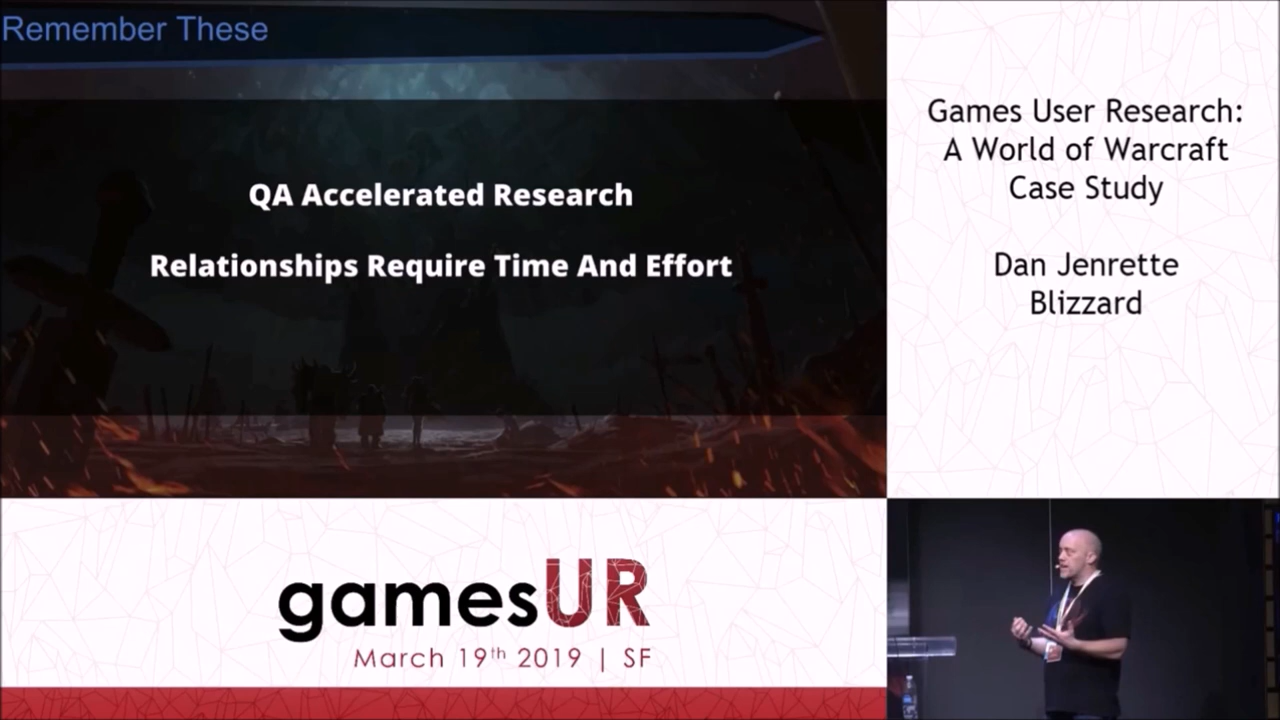 Remember These
QA Accelerated Research
Relationships Require Time And Effort
Games User Research:
A World of Warcraft
Case Study
Dan Jenrette
Blizzard
gamesUR
March 19th 2019 | SF